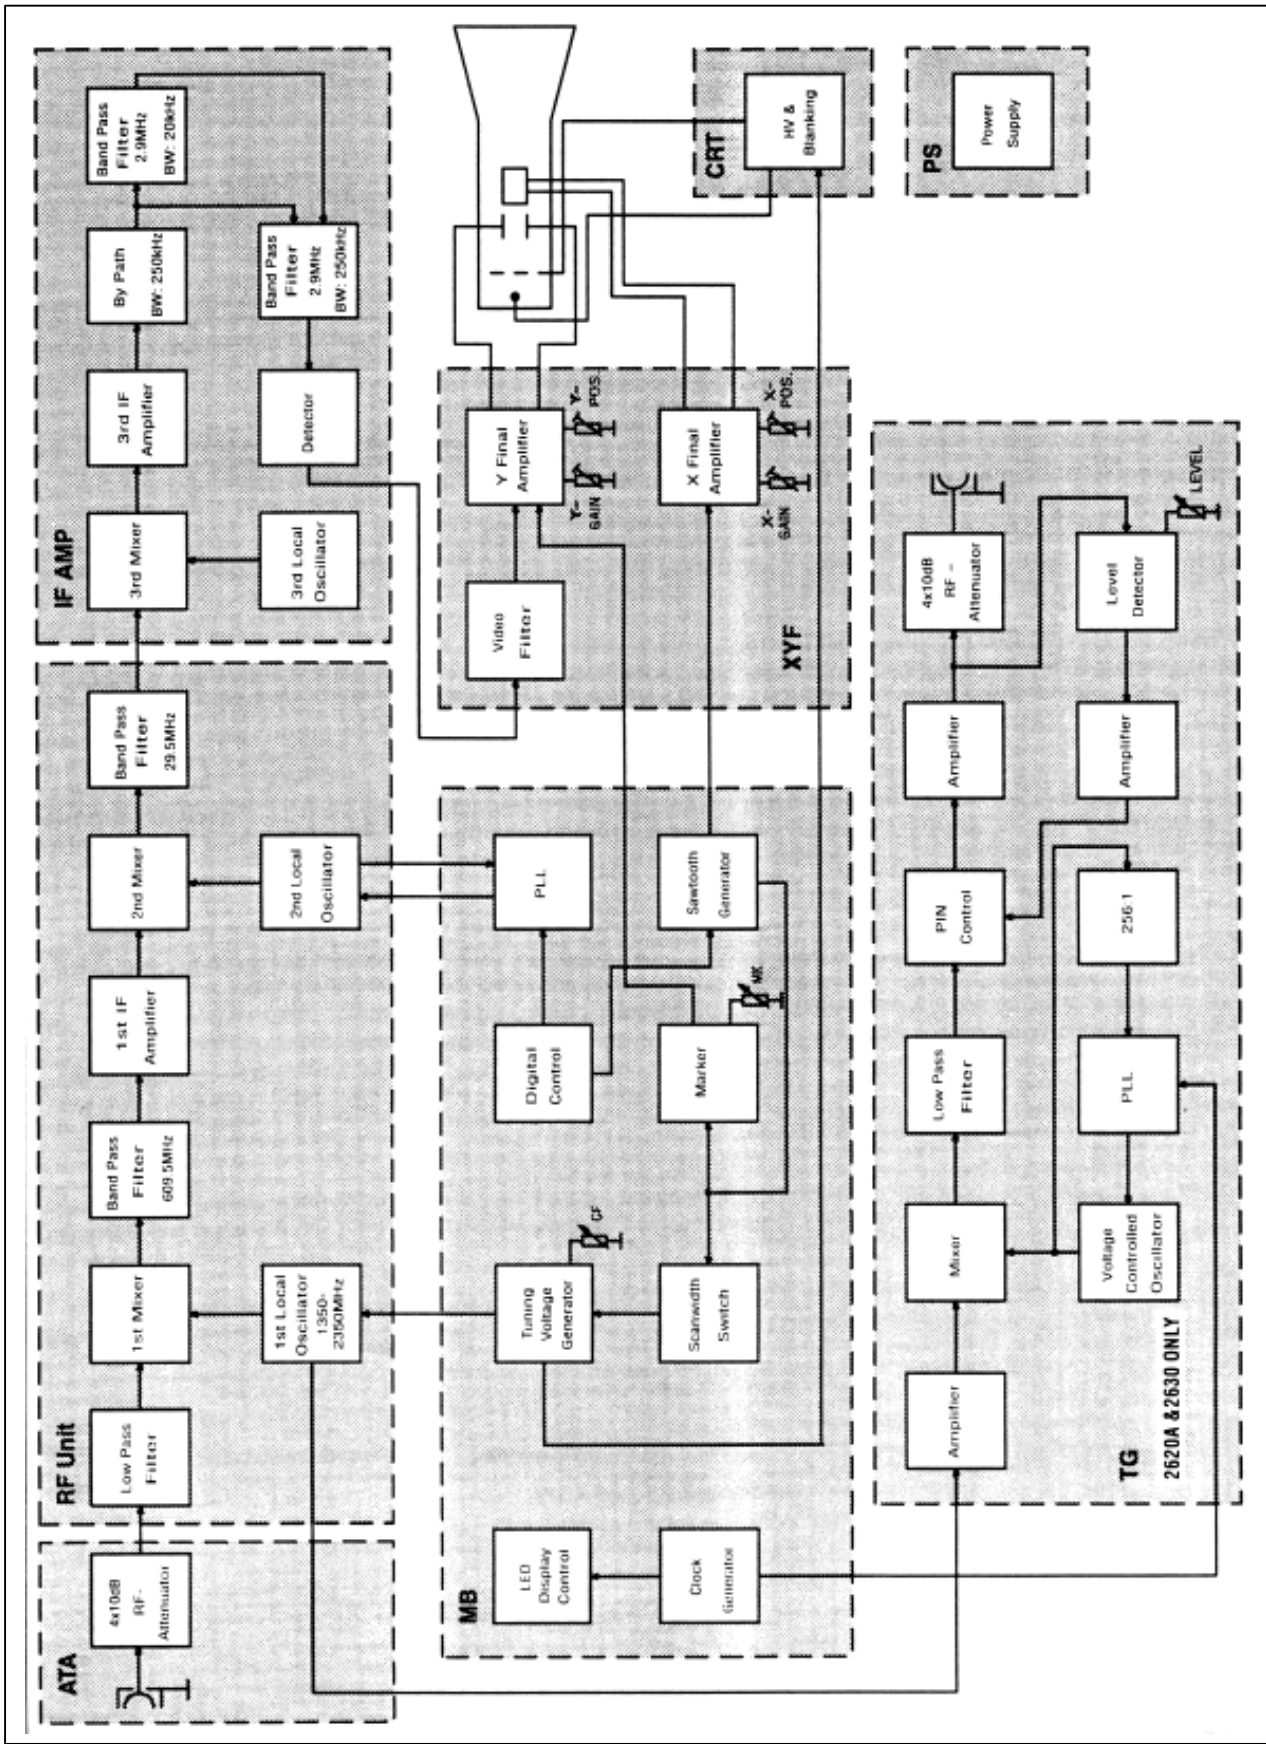 ATA
4x10dB
RF-
Attenuator
RF Unit
Low Pass
Filter
1st Mixer
Band Pass
Filter
609.5MHz
1st IF
Amplifier
2nd Mixer
Band Pass
Filter
29.5MHz
1st Local
Oscillator
1350-
2350MHz
2nd Local
Oscillator
IF AMP
3rd Mixer
3rd IF
Amplifier
By Path
BW: 250kHz
Band Pass
Filter
2.9MHz
BW: 20kHz
3rd Local
Oscillator
Detector
Band Pass
Filter
2.9MHz
BW: 250kHz
MB
LED
Display
Control
Clock
Generator
Tuning
Voltage
Generator
CF
Scanwidth
Switch
Digital
Control
Marker
MK
PLL
Sawtooth
Generator
XYF
Video
Filter
Y Final
Amplifier
Y-
GAIN
Y-
POS.
X Final
Amplifier
X-
GAIN
X-
POS.
CRT
HV &
Blanking
PS
Power
Supply
TG
2620A & 2630 ONLY
Amplifier
Mixer
Low Pass
Filter
PIN
Control
Amplifier
4x10dB
RF -
Attenuator
Voltage
Controlled
Oscillator
PLL
256:1
Amplifier
Level
Detector
LEVEL